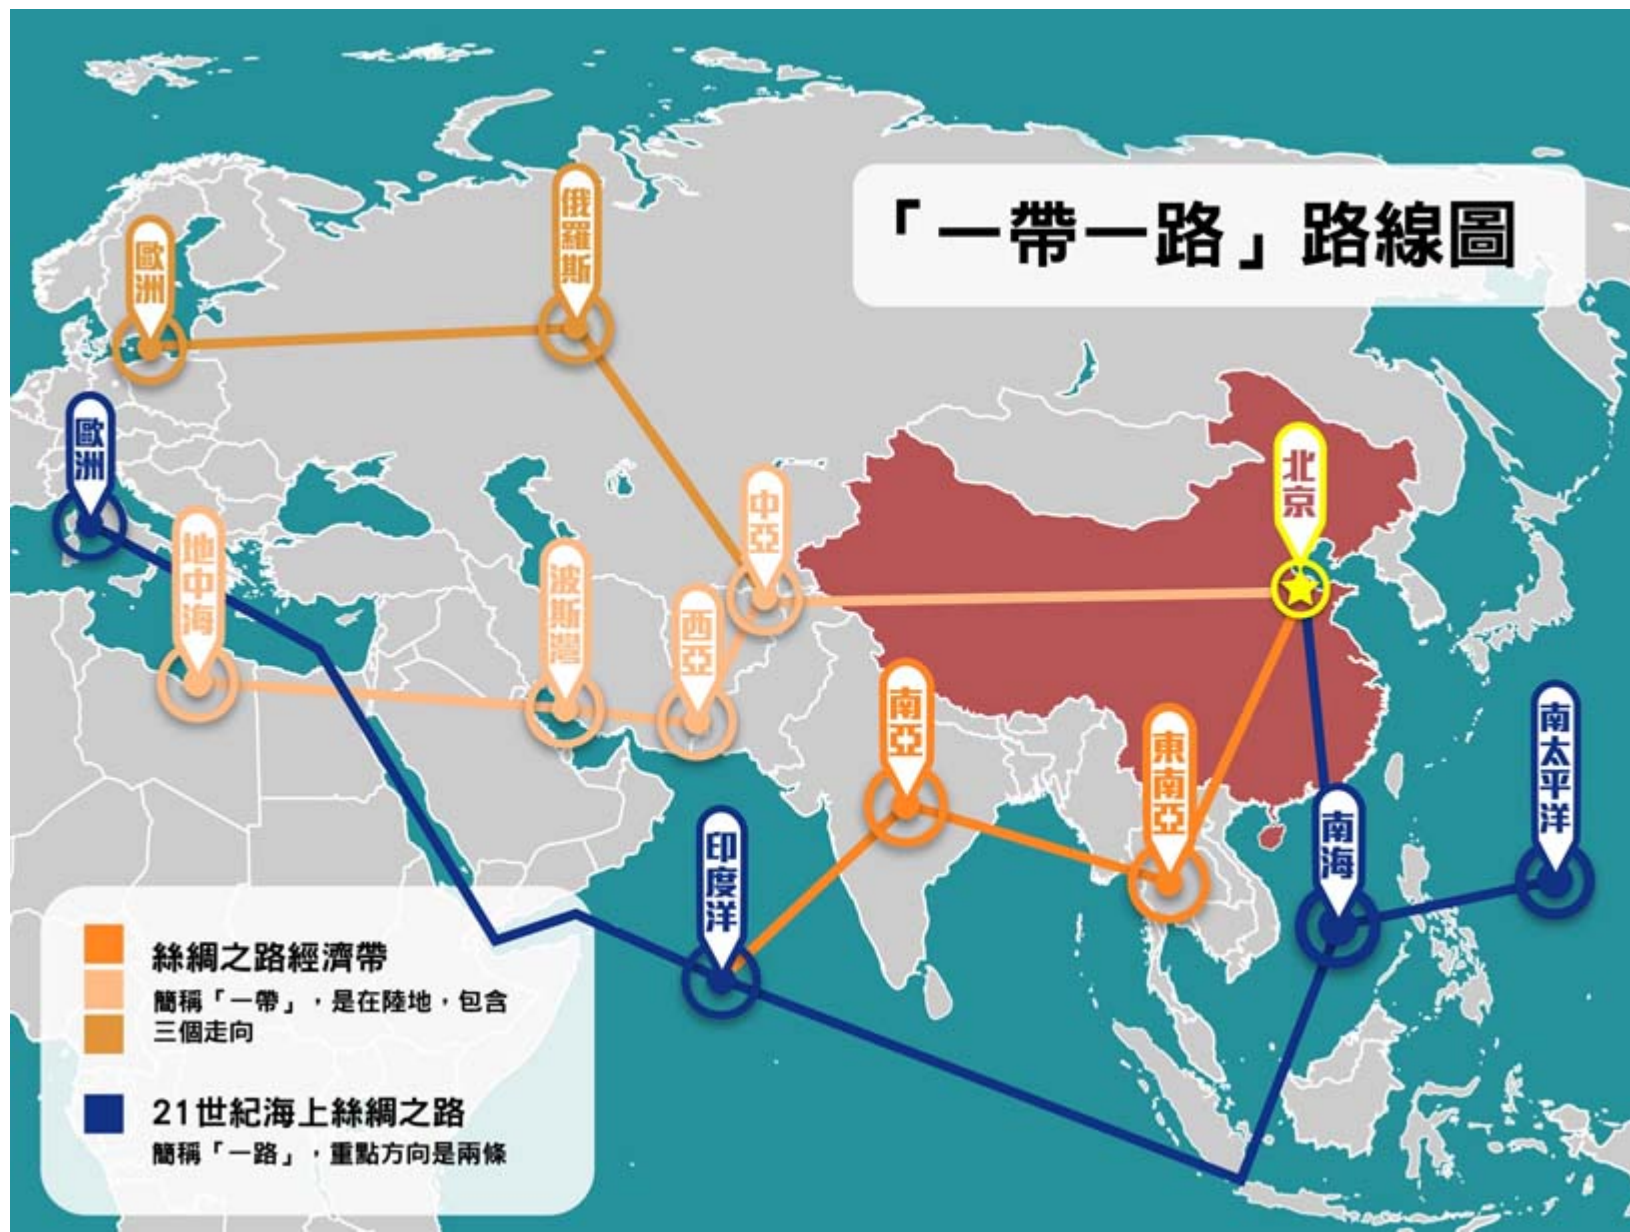 「一帶一路」路線圖
俄羅斯
歐洲
歐洲
北京
中亞
地中海
波斯灣
西亞
南亞
東南亞
南太平洋
南海
印度洋
絲綢之路經濟帶
簡稱「一帶」，是在陸地，包含
三個走向
21世紀海上絲綢之路
簡稱「一路」，重點方向是兩條